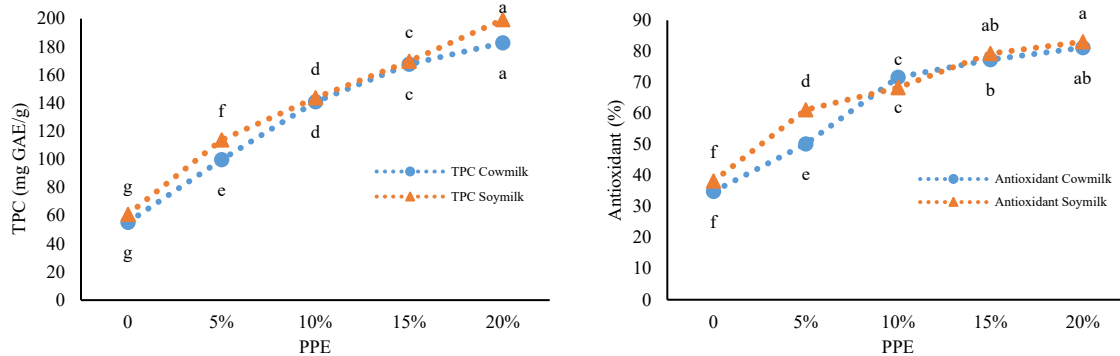 200
180
160
140
120
100
80
60
40
20
0
TPC (mg GAE/g)
g
g
f
e
d
d
c
c
a
a
TPC Cowmilk
TPC Soymilk
0 5% 10% 15% 20%
PPE
90
80
70
60
50
40
30
20
10
0
Antioxidant (%)
f
f
d
e
c
c
ab
b
a
ab
Antioxidant Cowmilk
Antioxidant Soymilk
0 5% 10% 15% 20%
PPE